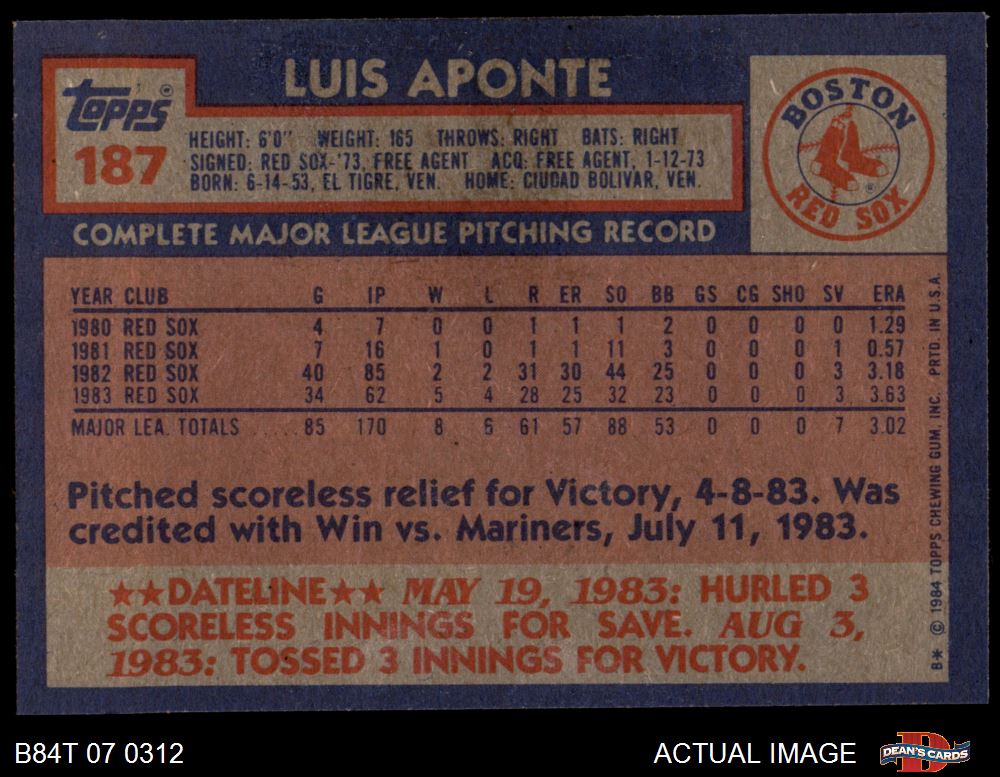 LUIS APONTE
Topps®
187
HEIGHT: 6'0" WEIGHT: 165 THROWS: RIGHT BATS: RIGHT
SIGNED: RED SOX-'73, FREE AGENT ACQ: FREE AGENT, 1-12-73
BORN: 6-14-53, EL TIGRE, VEN. HOME: CIUDAD BOLIVAR, VEN.
BOSTON
RED SOX
®
COMPLETE MAJOR LEAGUE PITCHING RECORD
YEAR CLUB G IP W L R ER SO BB GS CG SHO SV ERA
1980 RED SOX 4 7 0 0 1 1 1 2 0 0 0 0 1.29
1981 RED SOX 7 16 1 0 1 1 11 3 0 0 0 1 0.57
1982 RED SOX 40 85 2 2 31 30 44 25 0 0 0 3 3.18
1983 RED SOX 34 62 5 4 28 25 32 23 0 0 0 3 3.63
MAJOR LEA. TOTALS ..... 85 170 8 6 61 57 88 53 0 0 0 7 3.02
Pitched scoreless relief for Victory, 4-8-83. Was
credited with Win vs. Mariners, July 11, 1983.
★★DATELINE★★ MAY 19, 1983: HURLED 3
SCORELESS INNINGS FOR SAVE. AUG 3,
1983: TOSSED 3 INNINGS FOR VICTORY.
B* © 1984 TOPPS CHEWING GUM, INC. PRTD. IN U.S.A.
B84T 07 0312
ACTUAL IMAGE
D
DEAN'S CARDS